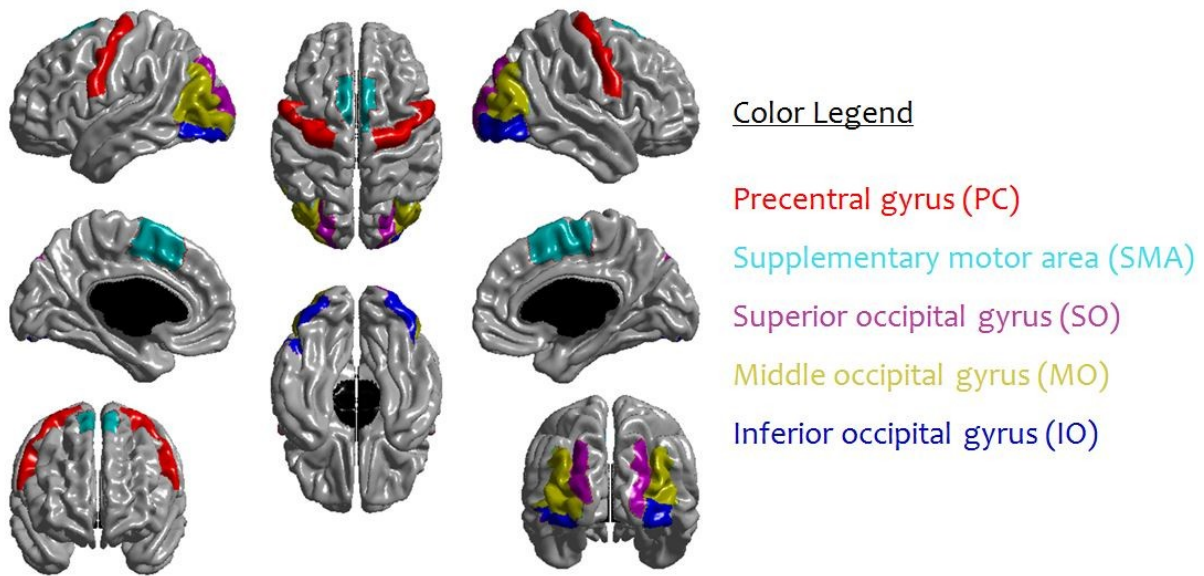 Color Legend
Precentral gyrus (PC)
Supplementary motor area (SMA)
Superior occipital gyrus (SO)
Middle occipital gyrus (MO)
Inferior occipital gyrus (IO)